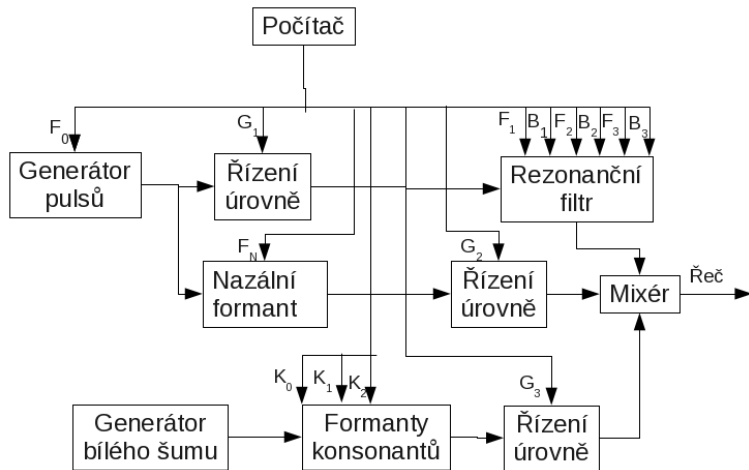 Počítač
F0
G1
F1 B1 F2 B2 F3 B3
Generátor
pulsů
Řízení
úrovně
Rezonanční
filtr
FN
G2
Nazální
formant
Řízení
úrovně
Mixér
Řeč
K0 K1 K2
G3
Generátor
bílého šumu
Formanty
konsonantů
Řízení
úrovně